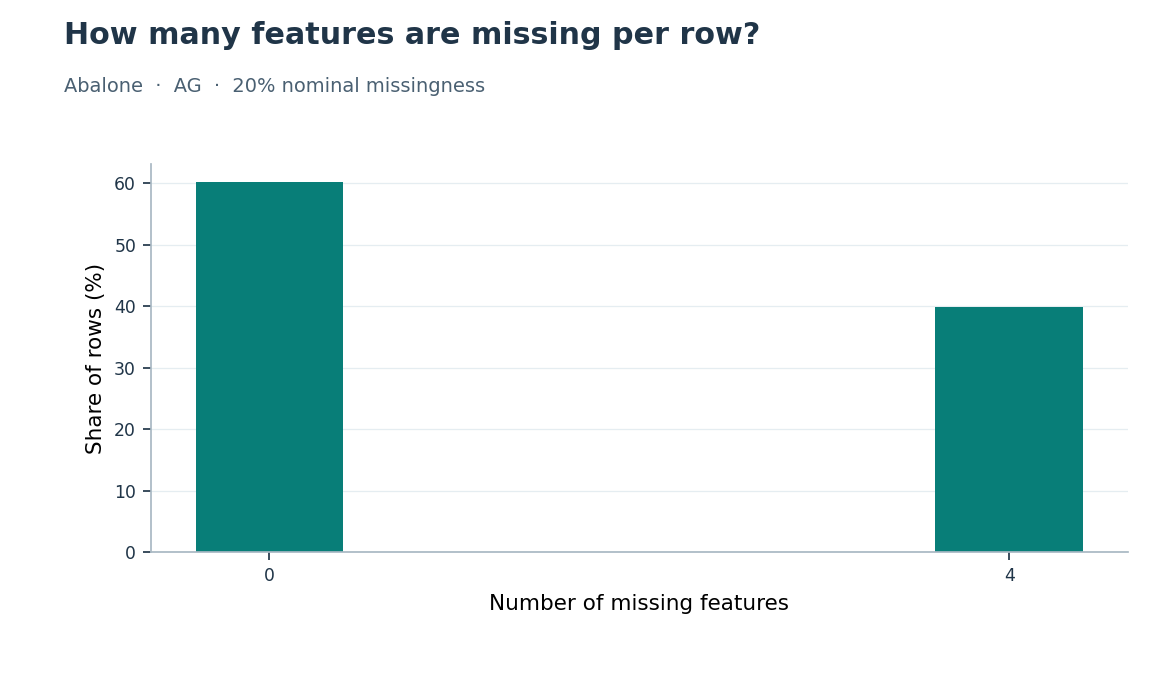 How many features are missing per row?
Abalone · AG · 20% nominal missingness
60
50
40
30
20
10
0
Share of rows (%)
0
4
Number of missing features